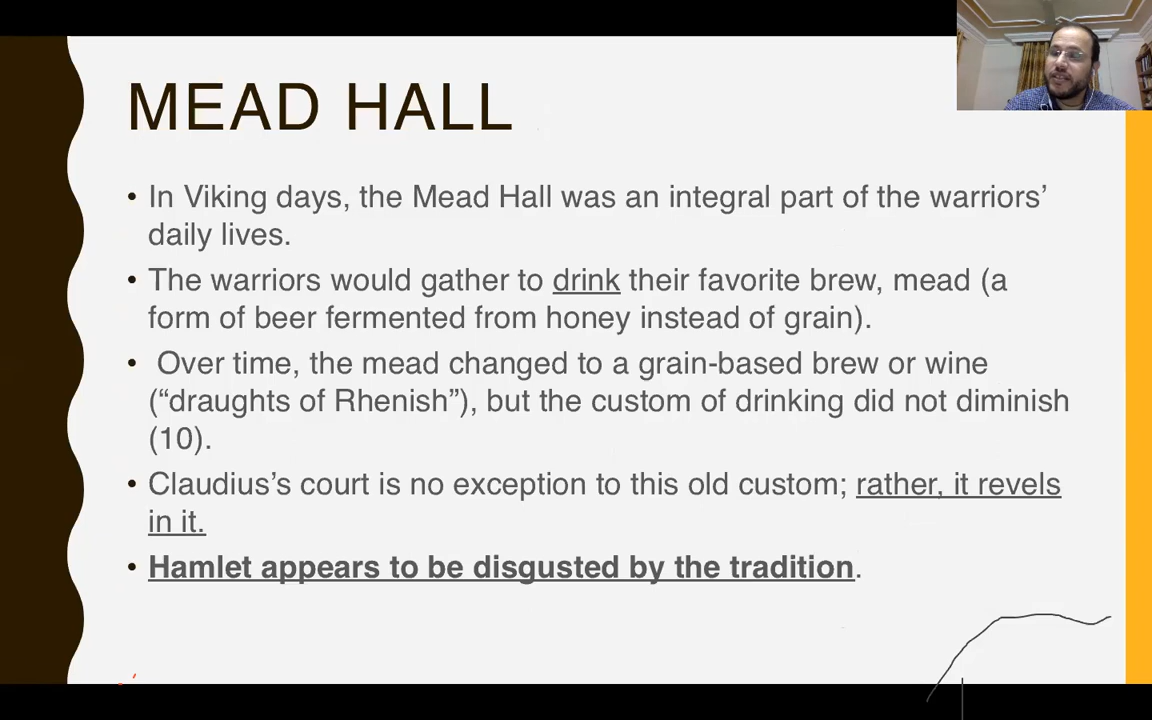 MEAD HALL
• In Viking days, the Mead Hall was an integral part of the warriors’
daily lives.
• The warriors would gather to drink their favorite brew, mead (a
form of beer fermented from honey instead of grain).
• Over time, the mead changed to a grain-based brew or wine
(“draughts of Rhenish”), but the custom of drinking did not diminish
(10).
• Claudius’s court is no exception to this old custom; rather, it revels
in it.
• Hamlet appears to be disgusted by the tradition.